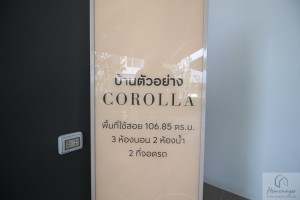 บ้านตัวอย่าง
COROLLA
พื้นที่ใช้สอย 106.85 ตร.ม.
3 ห้องนอน 2 ห้องน้ำ
2 ที่จอดรถ